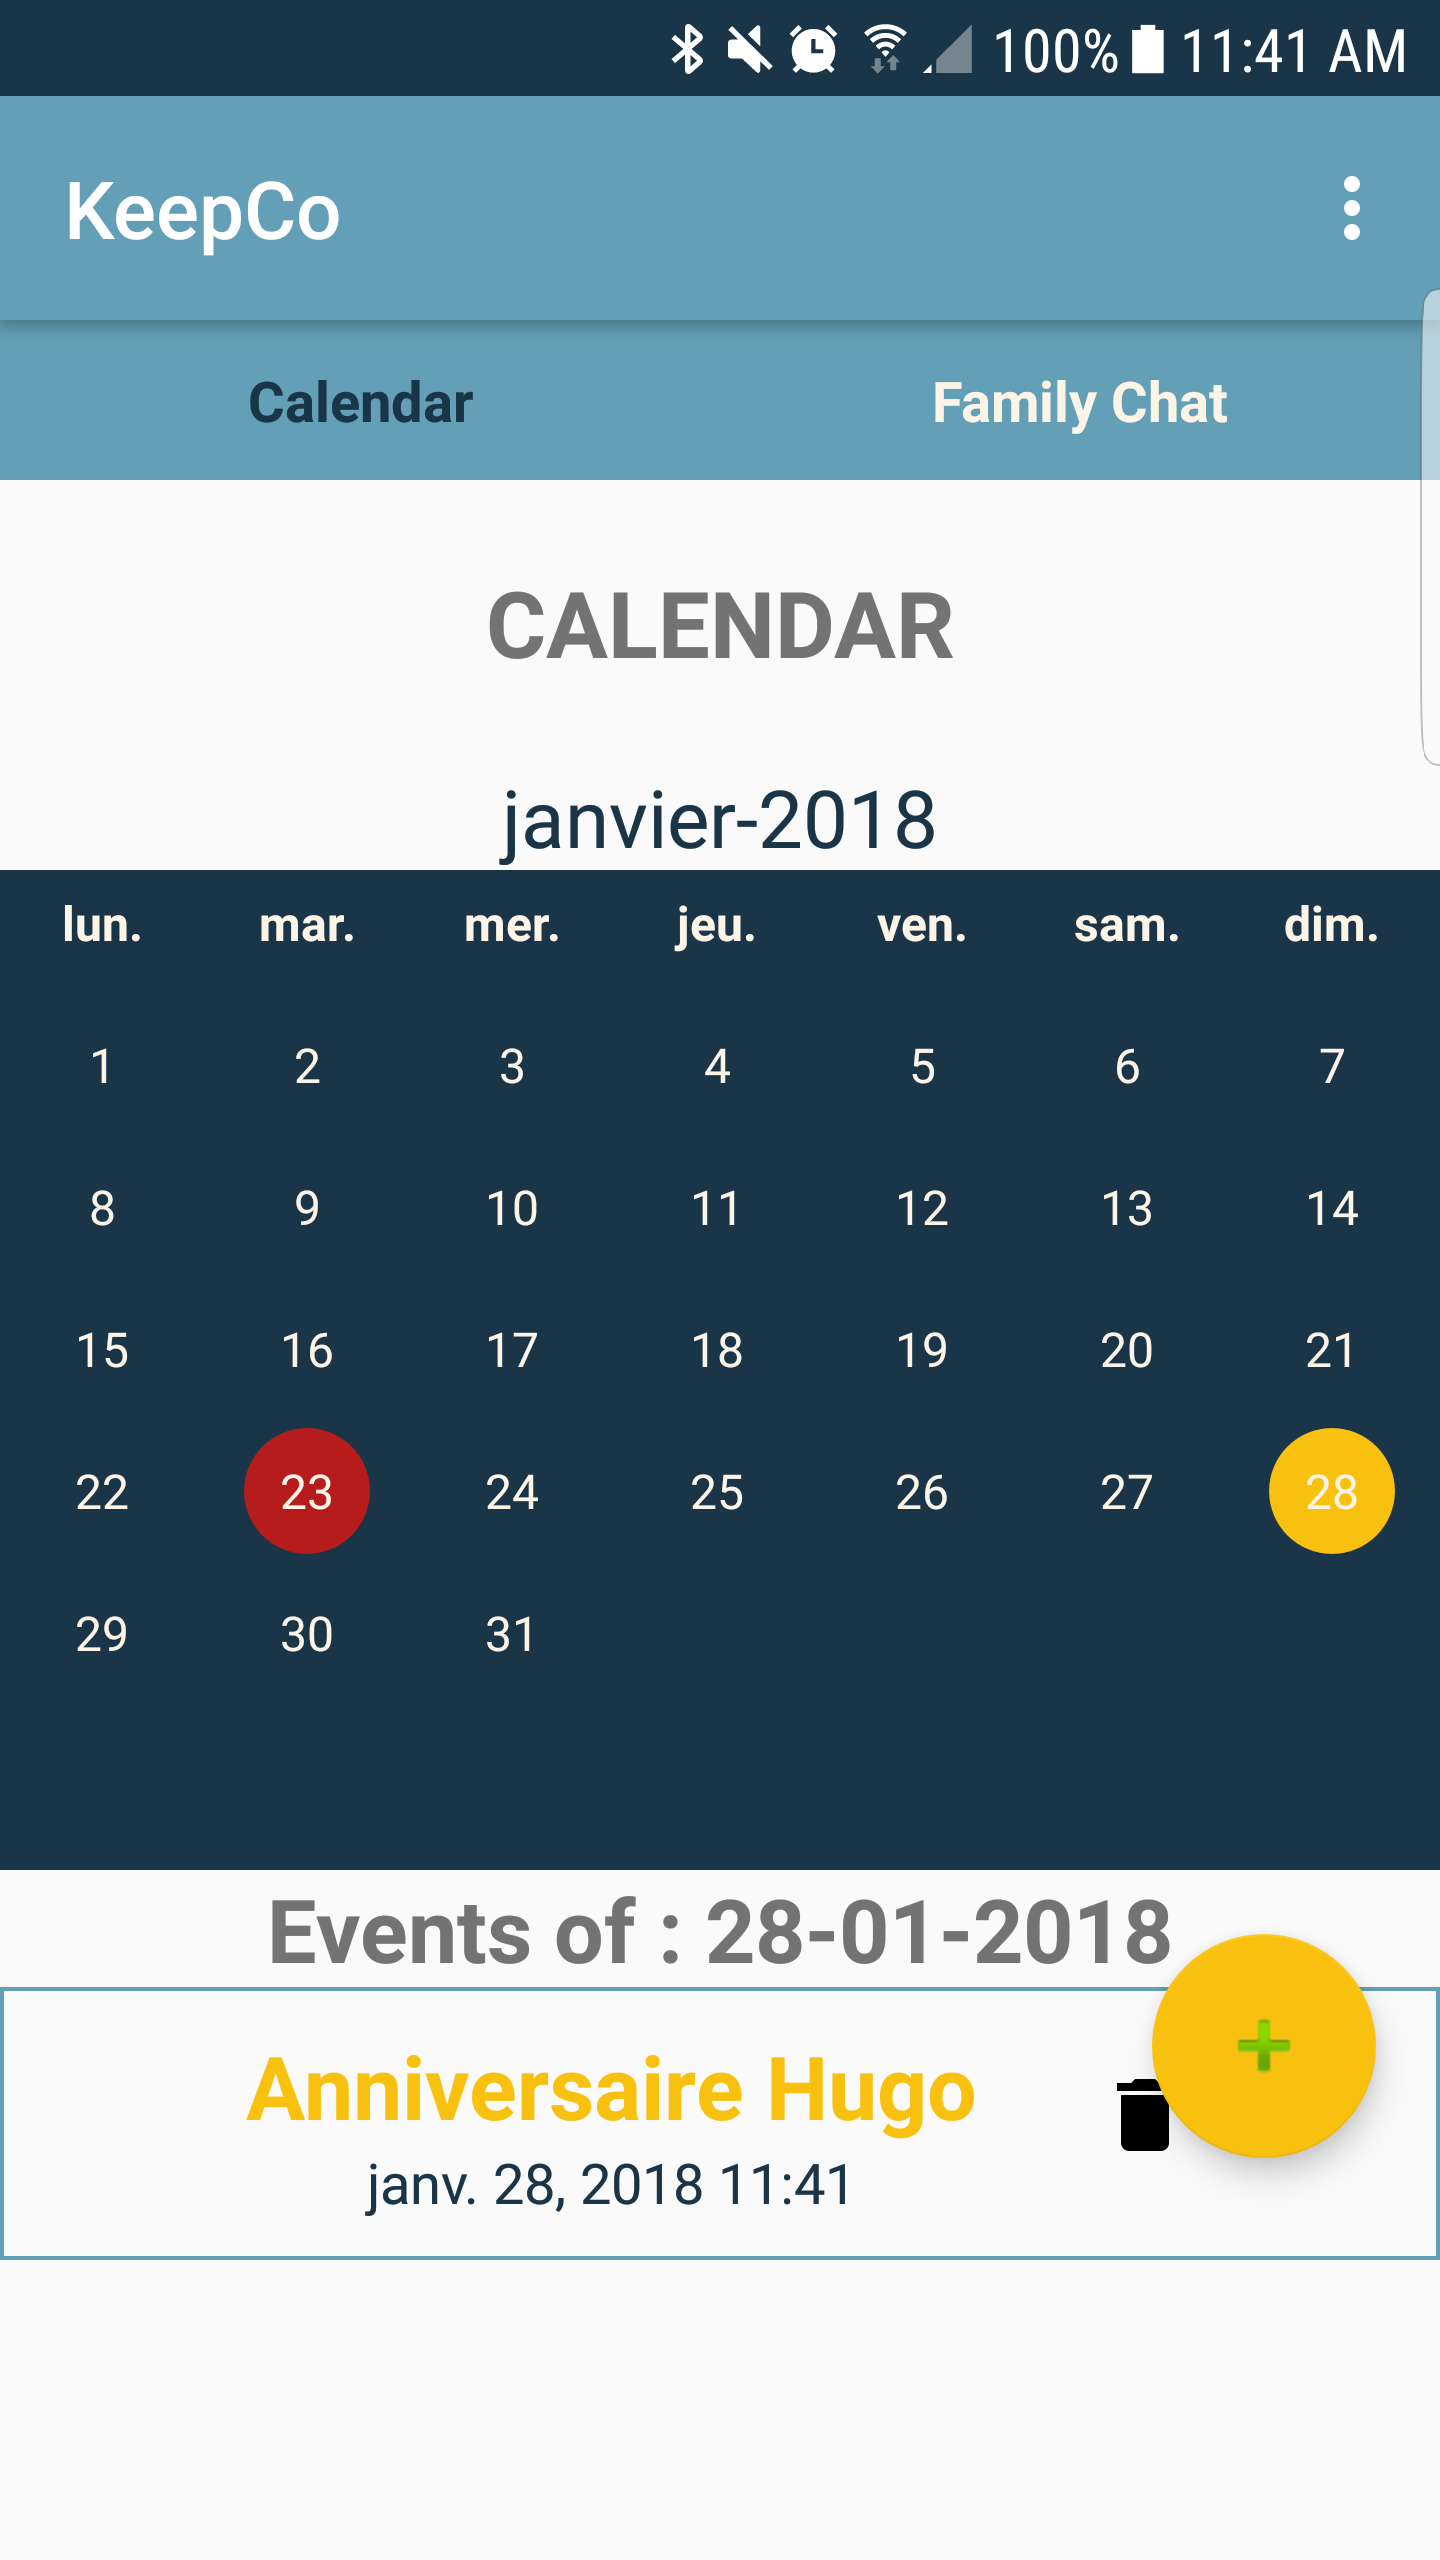 100% 11:41 AM
KeepCo
Calendar Family Chat
CALENDAR
janvier-2018
lun. mar. mer. jeu. ven. sam. dim.
1 2 3 4 5 6 7
8 9 10 11 12 13 14
15 16 17 18 19 20 21
22 23 24 25 26 27 28
29 30 31
Events of : 28-01-2018
Anniversaire Hugo
janv. 28, 2018 11:41